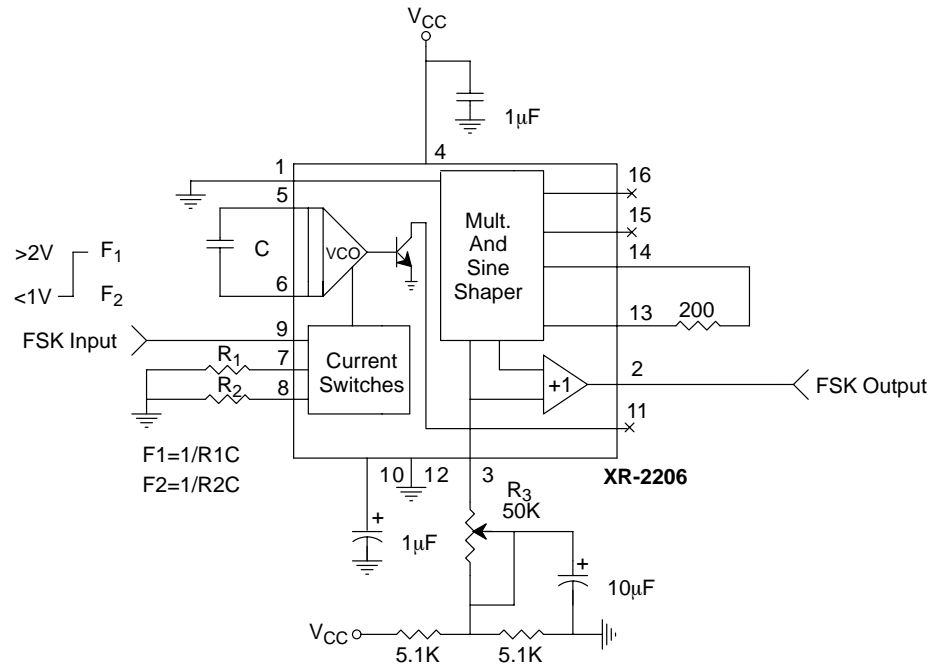 VCC
1μF
4
1
16
5
15
Mult.
And
Sine
Shaper
14
>2V
F1
C
VCO
<1V
F2
6
13
200
FSK Input
9
R1
7
Current
Switches
R2
8
+1
2
FSK Output
11
F1=1/R1C
F2=1/R2C
10
12
3
XR-2206
R3
50K
+
1μF
+
10μF
VCC
5.1K
5.1K